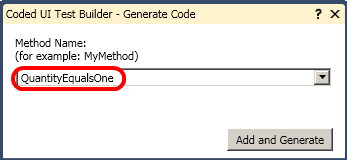 Coded UI Test Builder - Generate Code
Method Name:
(for example: MyMethod)
QuantityEqualsOne
Add and Generate